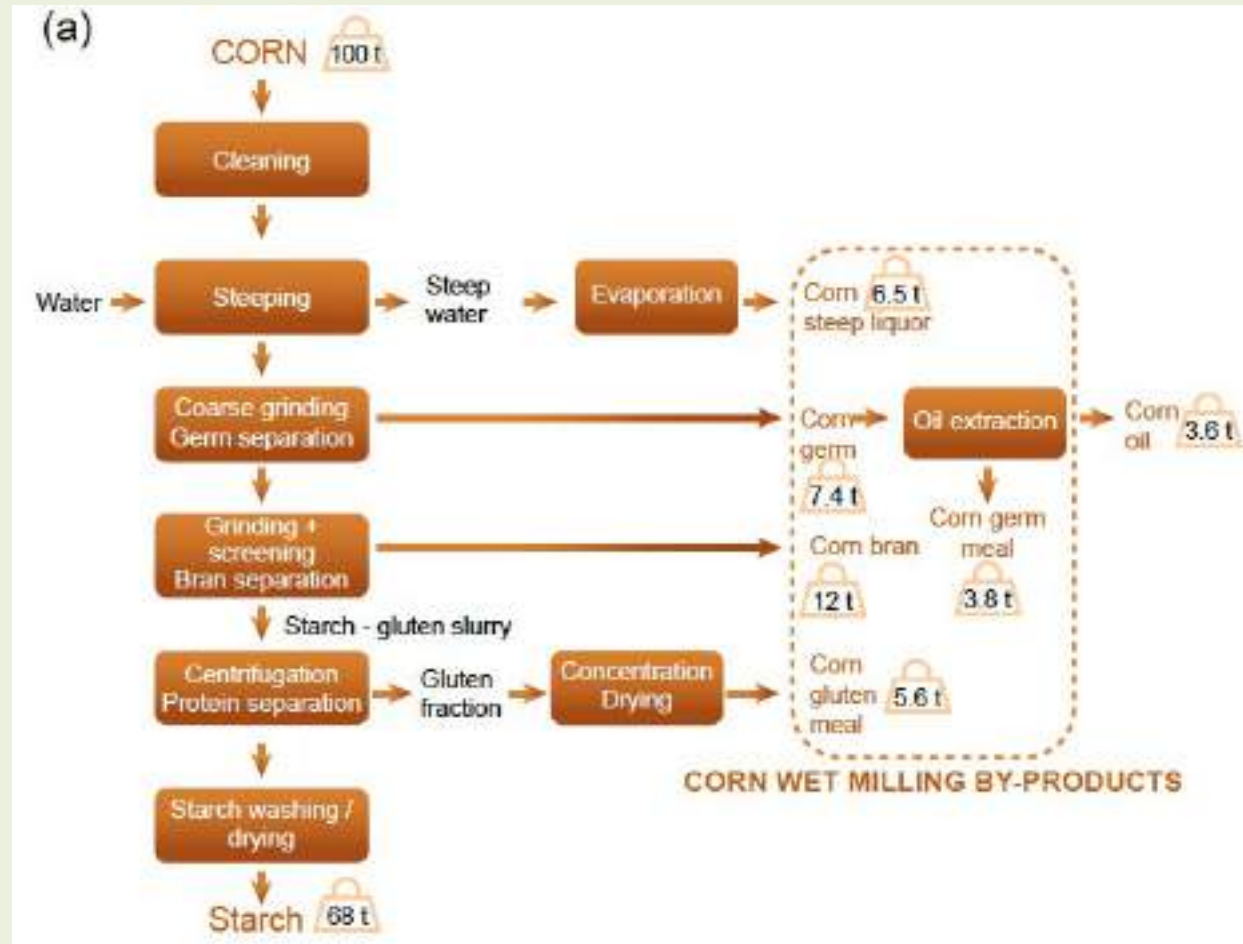 (a)
CORN 100 t
Cleaning
Water
Steeping
Steep
water
Evaporation
Corn 6.5 t
steep liquor
Coarse grinding
Germ separation
Corn
germ
7.4 t
Oil extraction
Corn
oil
3.6 t
Corn germ
meal
3.8 t
Grinding +
screening
Bran separation
Corn bran
12 t
Starch - gluten slurry
Centrifugation
Protein separation
Gluten
fraction
Concentration
Drying
Corn
gluten
meal
5.6 t
CORN WET MILLING BY-PRODUCTS
Starch washing /
drying
Starch 68 t